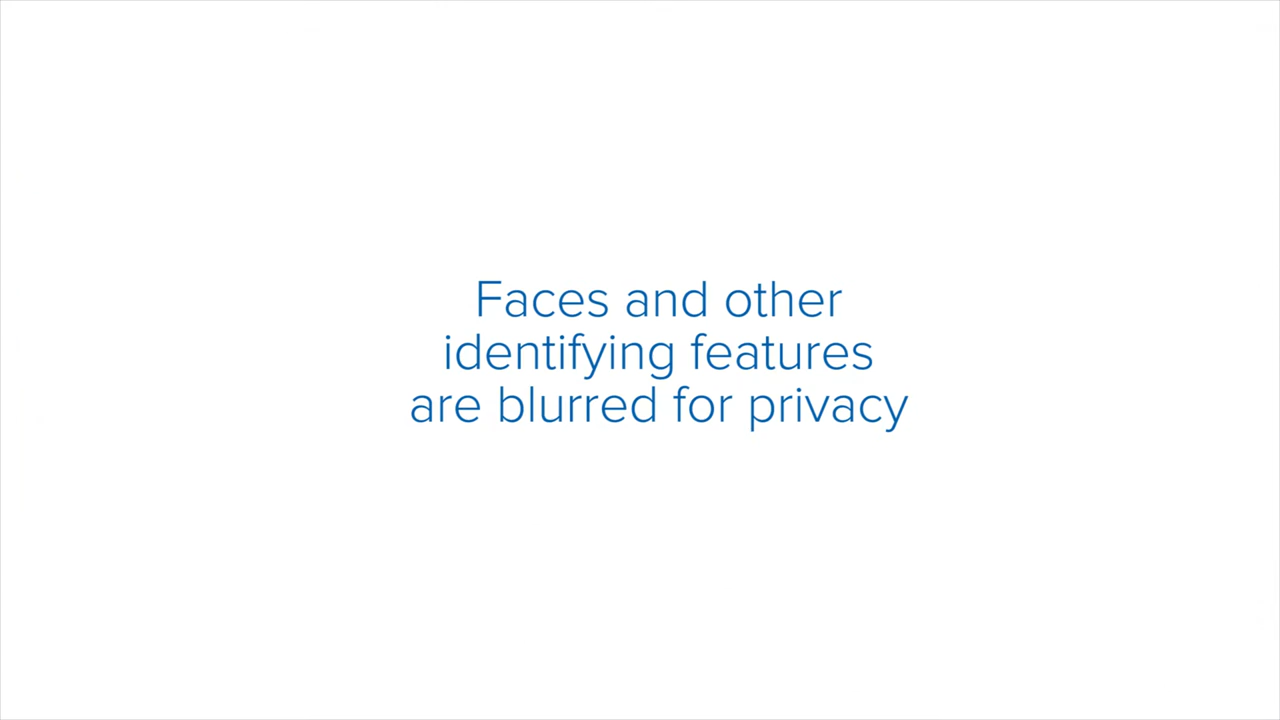 Faces and other
identifying features
are blurred for privacy